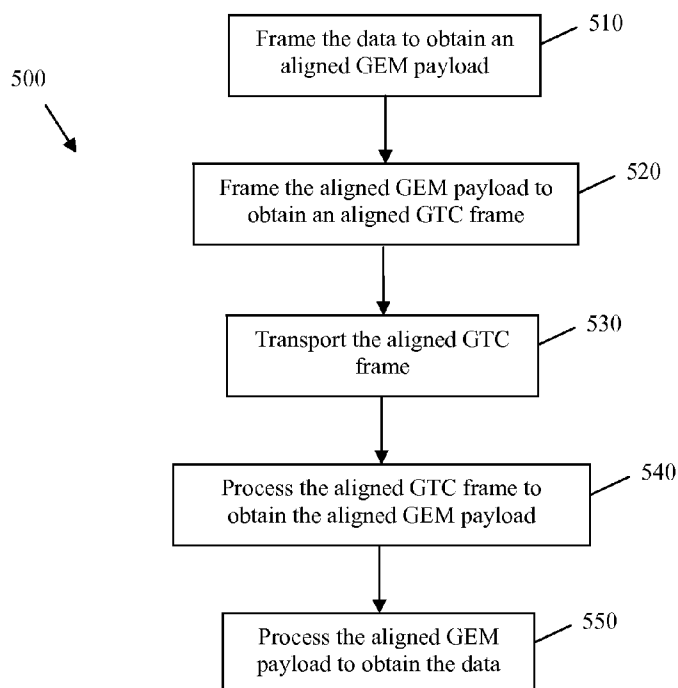 510
Frame the data to obtain an
aligned GEM payload
500
520
Frame the aligned GEM payload to
obtain an aligned GTC frame
530
Transport the aligned GTC
frame
540
Process the aligned GTC frame to
obtain the aligned GEM payload
550
Process the aligned GEM
payload to obtain the data